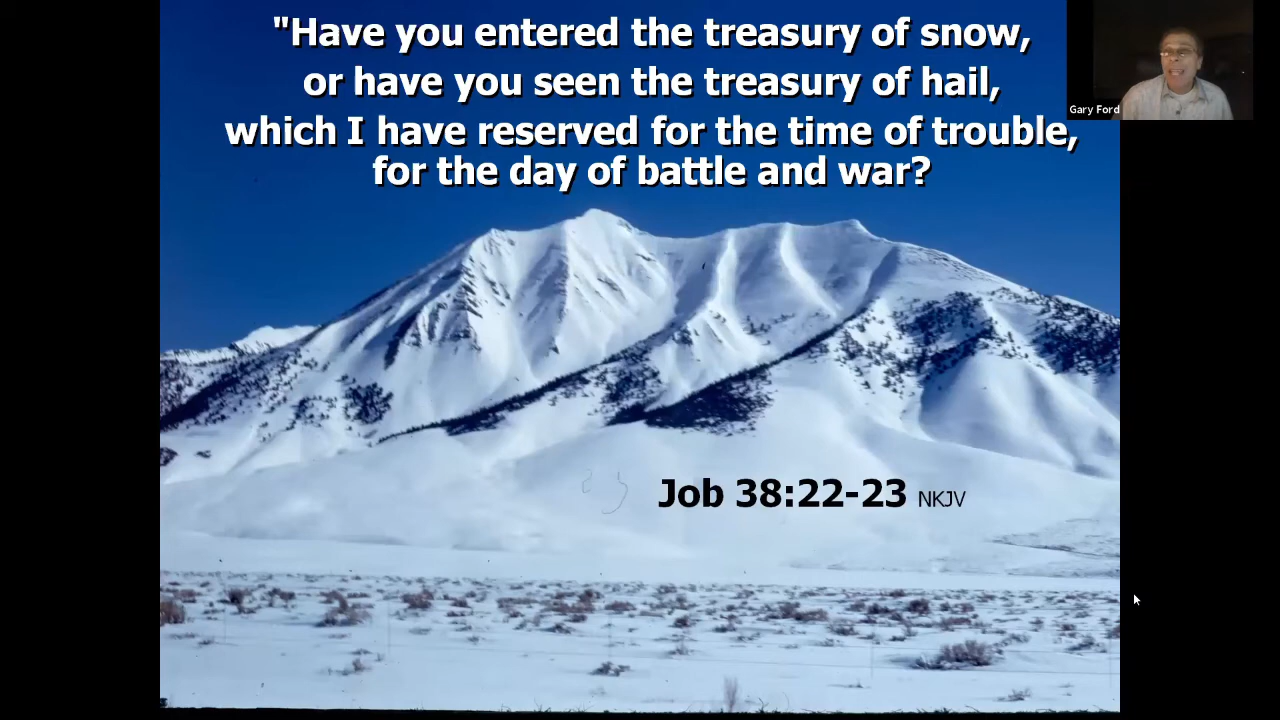 "Have you entered the treasury of snow,
or have you seen the treasury of hail,
which I have reserved for the time of trouble,
for the day of battle and war?
Job 38:22-23 NKJV
Gary Ford